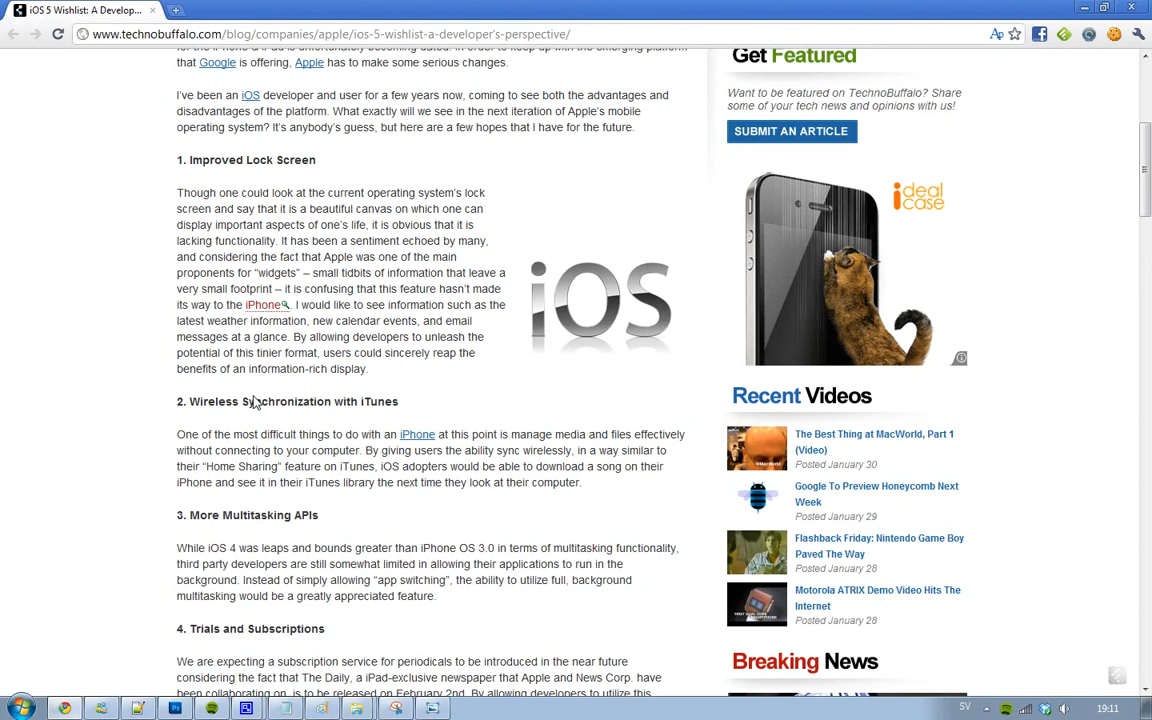 iOS 5 Wishlist: A Develop...
www.technobuffalo.com/blog/companies/apple/ios-5-wishlist-a-developer's-perspective/
that Google is offering, Apple has to make some serious changes.
I've been an iOS developer and user for a few years now, coming to see both the advantages and
disadvantages of the platform. What exactly will we see in the next iteration of Apple's mobile
operating system? It's anybody's guess, but here are a few hopes that I have for the future.
1. Improved Lock Screen
Though one could look at the current operating system's lock
screen and say that it is a beautiful canvas on which one can
display important aspects of one's life, it is obvious that it is
lacking functionality. It has been a sentiment echoed by many,
and considering the fact that Apple was one of the main
proponents for “widgets” – small tidbits of information that leave a
very small footprint – it is confusing that this feature hasn't made
its way to the iPhone. I would like to see information such as the
latest weather information, new calendar events, and email
messages at a glance. By allowing developers to unleash the
potential of this tinier format, users could sincerely reap the
benefits of an information-rich display.
iOS
2. Wireless Synchronization with iTunes
One of the most difficult things to do with an iPhone at this point is manage media and files effectively
without connecting to your computer. By giving users the ability sync wirelessly, in a way similar to
their “Home Sharing” feature on iTunes, iOS adopters would be able to download a song on their
iPhone and see it in their iTunes library the next time they look at their computer.
3. More Multitasking APIs
While iOS 4 was leaps and bounds greater than iPhone OS 3.0 in terms of multitasking functionality,
third party developers are still somewhat limited in allowing their applications to run in the
background. Instead of simply allowing “app switching”, the ability to utilize full, background
multitasking would be a greatly appreciated feature.
4. Trials and Subscriptions
We are expecting a subscription service for periodicals to be introduced in the near future
considering the fact that The Daily, a iPad-exclusive newspaper that Apple and News Corp. have
been collaborating on, is to be released on February 2nd. By allowing developers to utilize this
Get Featured
Want to be featured on TechnoBuffalo? Share
some of your tech news and opinions with us!
SUBMIT AN ARTICLE
ideal
case
Recent Videos
The Best Thing at MacWorld, Part 1
(Video)
Posted January 30
Google To Preview Honeycomb Next
Week
Posted January 29
Flashback Friday: Nintendo Game Boy
Paved The Way
Posted January 28
Motorola ATRIX Demo Video Hits The
Internet
Posted January 28
Breaking News
SV
19:11